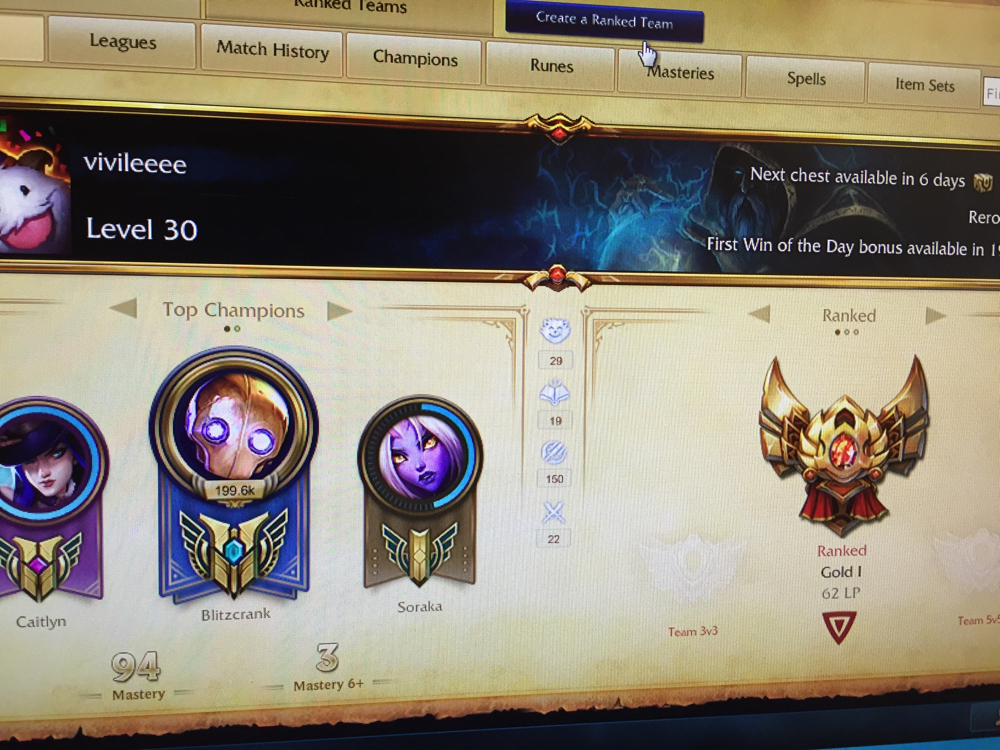 Ranked Teams
Create a Ranked Team
Leagues
Match History
Champions
Runes
Masteries
Spells
Item Sets
vivileeee
Level 30
Next chest available in 6 days
First Win of the Day bonus available in
Top Champions
Ranked
29
19
150
22
199.6k
Caitlyn
Blitzcrank
Soraka
94
Mastery
3
Mastery 6+
Ranked
Gold I
62 LP
Team 3v3
Team 5v5